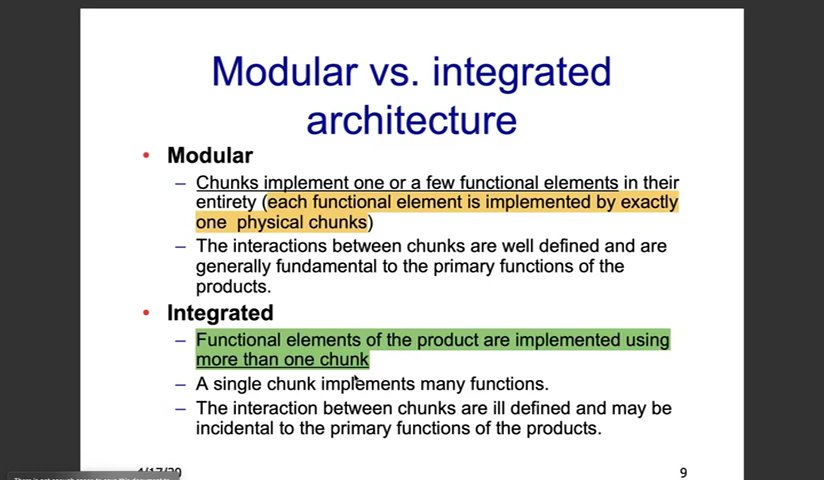 Modular vs. integrated
architecture
• Modular
– Chunks implement one or a few functional elements in their
entirety (each functional element is implemented by exactly
one physical chunks)
– The interactions between chunks are well defined and are
generally fundamental to the primary functions of the
products.
• Integrated
– Functional elements of the product are implemented using
more than one chunk
– A single chunk implements many functions.
– The interaction between chunks are ill defined and may be
incidental to the primary functions of the products.
9